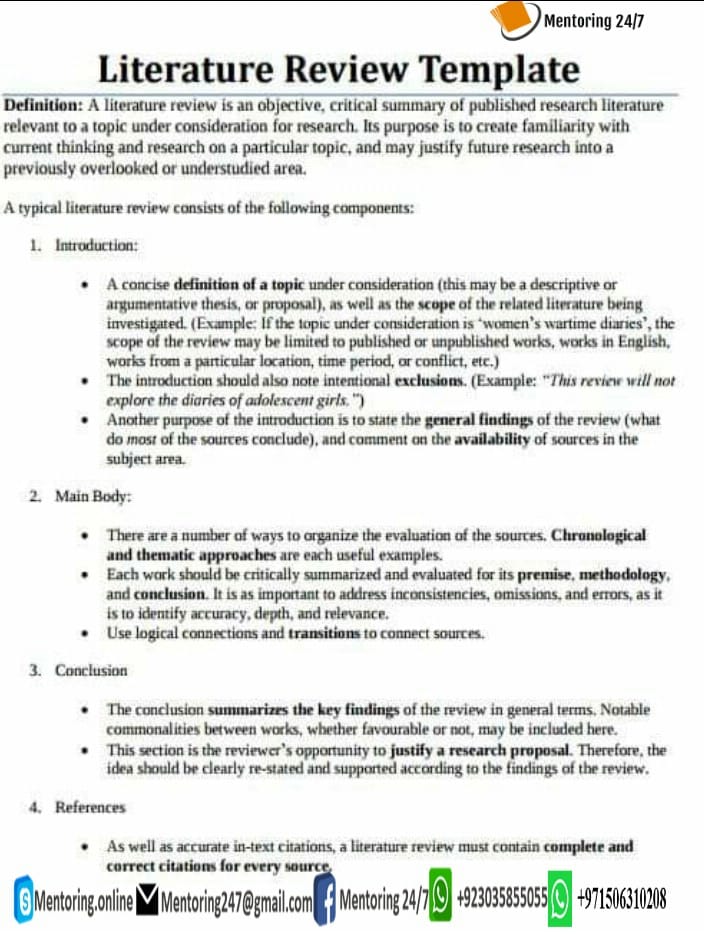 Mentoring 24/7
Literature Review Template
Definition: A literature review is an objective, critical summary of published research literature
relevant to a topic under consideration for research. Its purpose is to create familiarity with
current thinking and research on a particular topic, and may justify future research into a
previously overlooked or understudied area.
A typical literature review consists of the following components:
1. Introduction:
• A concise definition of a topic under consideration (this may be a descriptive or
argumentative thesis, or proposal), as well as the scope of the related literature being
investigated. (Example: If the topic under consideration is ‘women’s wartime diaries’, the
scope of the review may be limited to published or unpublished works, works in English,
works from a particular location, time period, or conflict, etc.)
• The introduction should also note intentional exclusions. (Example: “This review will not
explore the diaries of adolescent girls.”)
• Another purpose of the introduction is to state the general findings of the review (what
do most of the sources conclude), and comment on the availability of sources in the
subject area.
2. Main Body:
• There are a number of ways to organize the evaluation of the sources. Chronological
and thematic approaches are each useful examples.
• Each work should be critically summarized and evaluated for its premise, methodology,
and conclusion. It is as important to address inconsistencies, omissions, and errors, as it
is to identify accuracy, depth, and relevance.
• Use logical connections and transitions to connect sources.
3. Conclusion
• The conclusion summarizes the key findings of the review in general terms. Notable
commonalities between works, whether favourable or not, may be included here.
• This section is the reviewer’s opportunity to justify a research proposal. Therefore, the
idea should be clearly re-stated and supported according to the findings of the review.
4. References
• As well as accurate in-text citations, a literature review must contain complete and
correct citations for every source.
Mentoring.online Mentoring247@gmail.com Mentoring 24/7 +923035855055 +971506310208